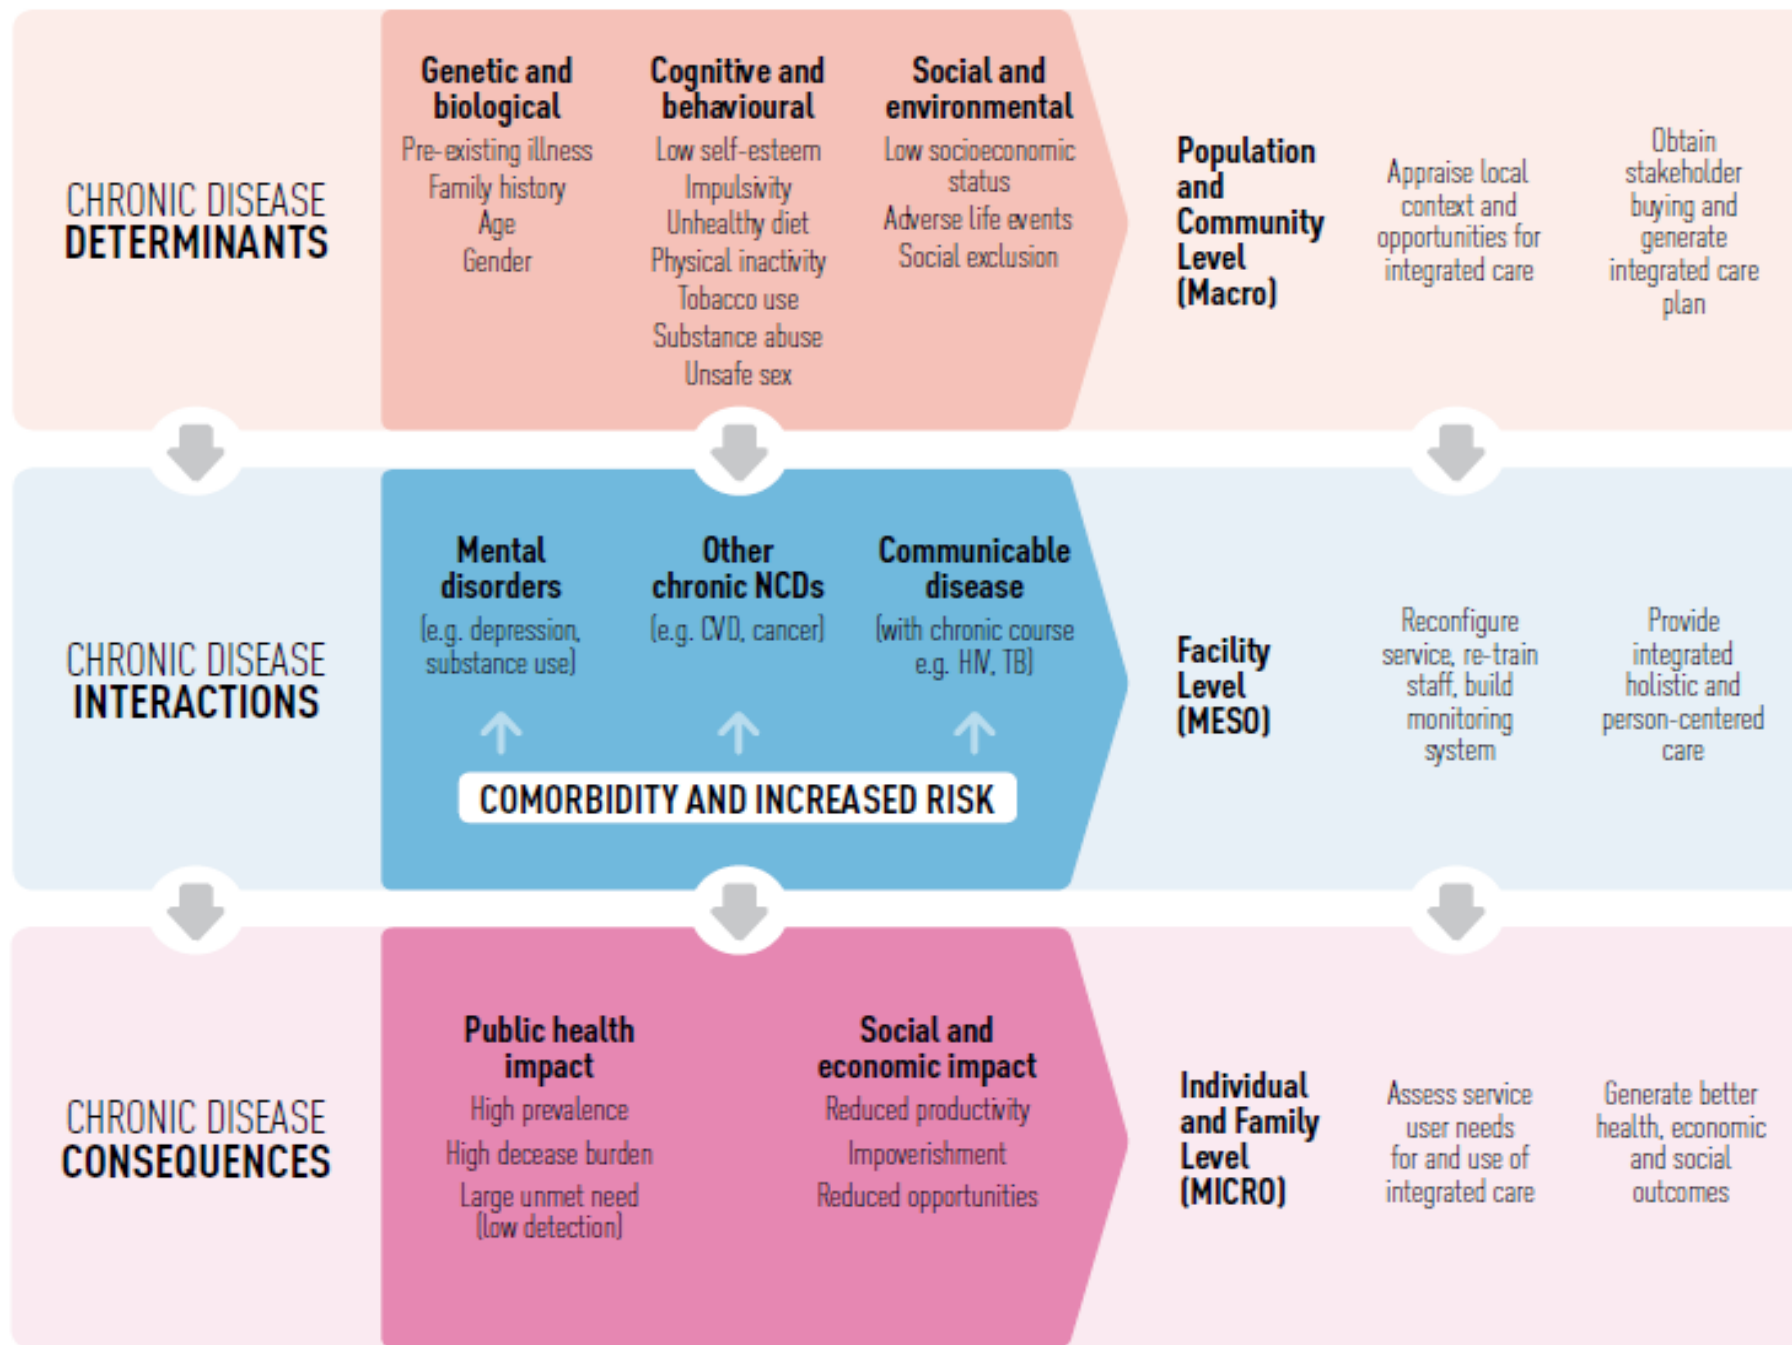 CHRONIC DISEASE
DETERMINANTS
Genetic and
biological
Pre-existing illness
Family history
Age
Gender
Cognitive and
behavioural
Low self-esteem
Impulsivity
Unhealthy diet
Physical inactivity
Tobacco use
Substance abuse
Unsafe sex
Social and
environmental
Low socioeconomic
status
Adverse life events
Social exclusion
Population
and
Community
Level
(Macro)
Appraise local
context and
opportunities for
integrated care
Obtain
stakeholder
buying and
generate
integrated care
plan
CHRONIC DISEASE
INTERACTIONS
Mental
disorders
(e.g. depression,
substance use)
Other
chronic NCDs
(e.g. CVD, cancer)
Communicable
disease
(with chronic course
e.g. HIV, TB)
COMORBIDITY AND INCREASED RISK
Facility
Level
(MESO)
Reconfigure
service, re-train
staff, build
monitoring
system
Provide
integrated
holistic and
person-centered
care
CHRONIC DISEASE
CONSEQUENCES
Public health
impact
High prevalence
High decease burden
Large unmet need
(low detection)
Social and
economic impact
Reduced productivity
Impoverishment
Reduced opportunities
Individual
and Family
Level
(MICRO)
Assess service
user needs
for and use of
integrated care
Generate better
health, economic
and social
outcomes